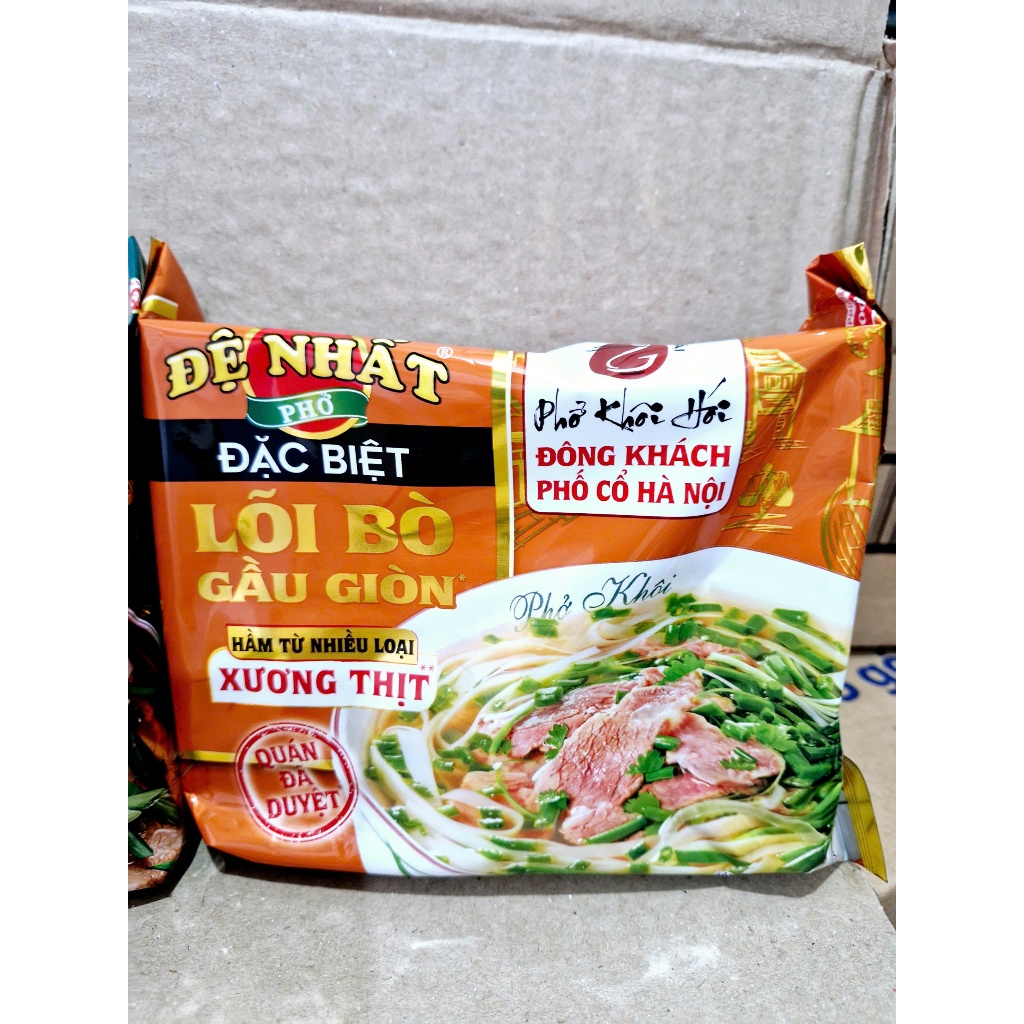 ĐỆ NHẤT®
PHỞ
ĐẶC BIỆT
LÕI BÒ
GẦU GIÒN*
HẦM TỪ NHIỀU LOẠI
XƯƠNG THỊT**
QUÁN
ĐÃ
DUYỆT
Phở Khôi Hói
ĐÔNG KHÁCH
PHỐ CỔ HÀ NỘI
Phở Khôi